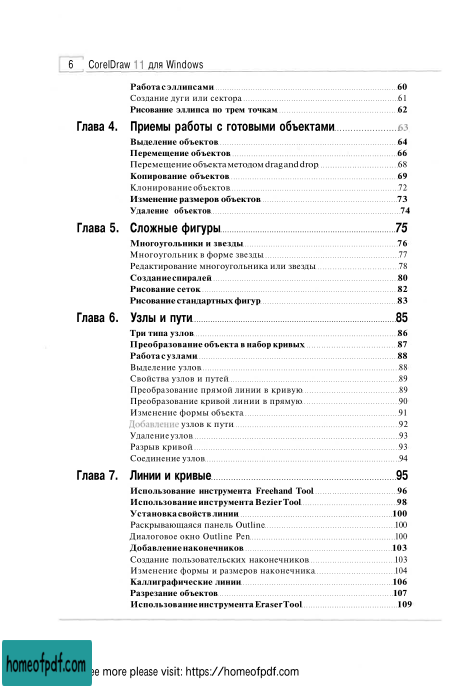 6 CorelDraw 11 для Windows
Работа с эллипсами 60
Создание дуги или сектора 61
Рисование эллипса по трем точкам 62
Глава 4. Приемы работы с готовыми объектами 63
Выделение объектов 64
Перемещение объектов 66
Перемещение объекта методом drag and drop 68
Копирование объектов 69
Клонирование объектов 72
Изменение размеров объектов 73
Удаление объектов 74
Глава 5. Сложные фигуры 75
Многоугольники и звезды 76
Многоугольник в форме звезды 77
Редактирование многоугольника или звезды 78
Создание спиралей 80
Рисование сеток 82
Рисование стандартных фигур 83
Глава 6. Узлы и пути 85
Три типа узлов 86
Преобразование объекта в набор кривых 87
Работа с узлами 88
Выделение узлов 88
Свойства узлов и путей 89
Преобразование прямой линии в кривую 89
Преобразование кривой линии в прямую 90
Изменение формы объекта 91
Добавление узлов к пути 92
Удаление узлов 93
Разрыв кривой 93
Соединение узлов 94
Глава 7. Линии и кривые 95
Использование инструмента Freehand Tool 96
Использование инструмента Bezier Tool 98
Установка свойств линии 100
Раскрывающаяся панель Outline 100
Диалоговое окно Outline Pen 100
Добавление наконечников 103
Создание пользовательских наконечников 103
Изменение формы и размеров наконечника 104
Каллиграфические линии 106
Разрезание объектов 107
Использование инструмента Eraser Tool 109
homeofpdf.com
ee more please visit: https://homeofpdf.com